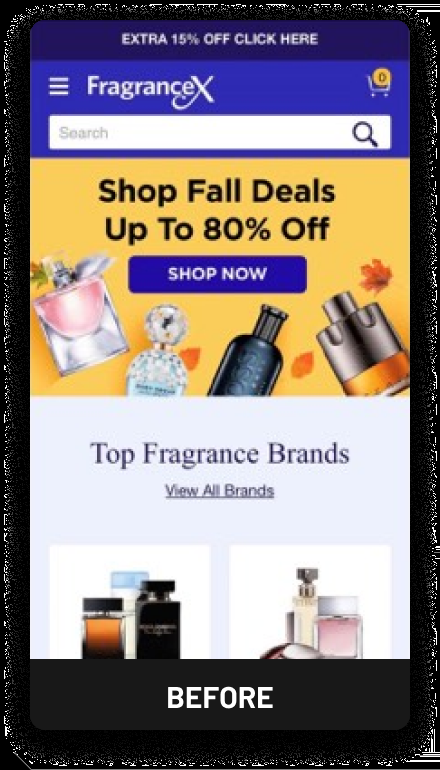 EXTRA 15% OFF CLICK HERE
FragranceX
0
Search
Shop Fall Deals
Up To 80% Off
SHOP NOW
BOSS
Top Fragrance Brands
View All Brands
BEFORE